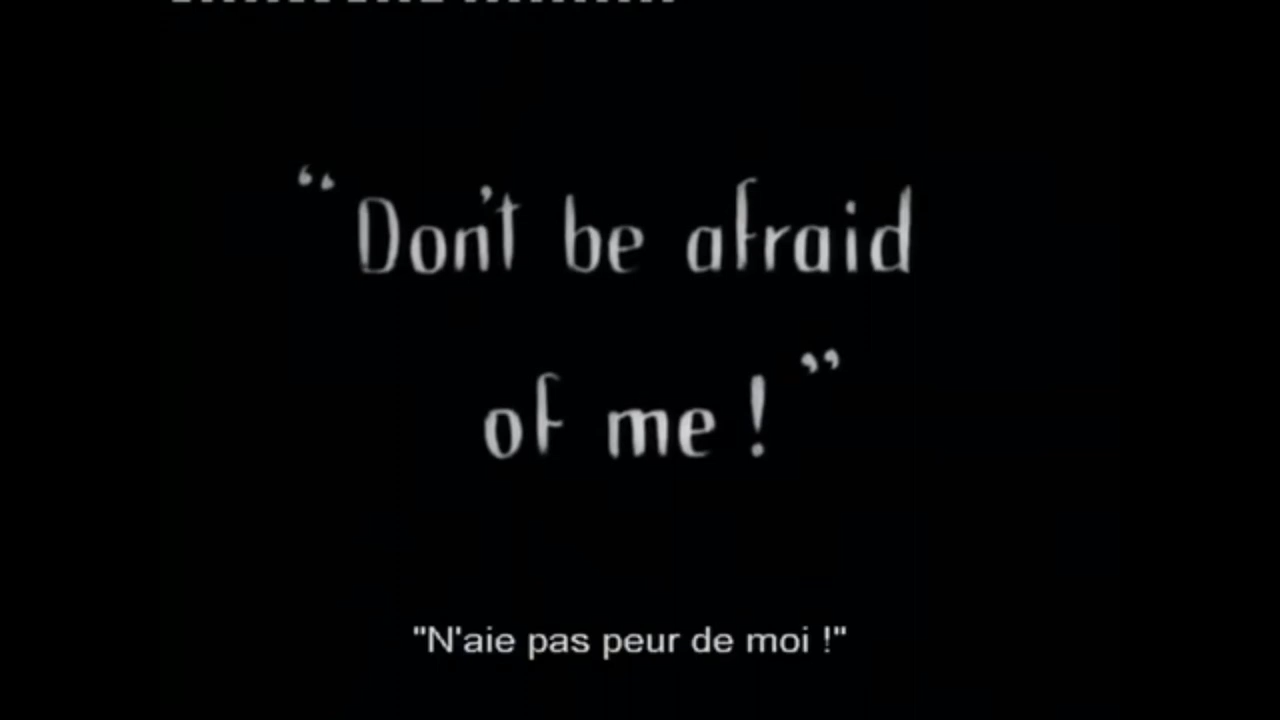 “Don't be afraid
of me !”
"N'aie pas peur de moi !"